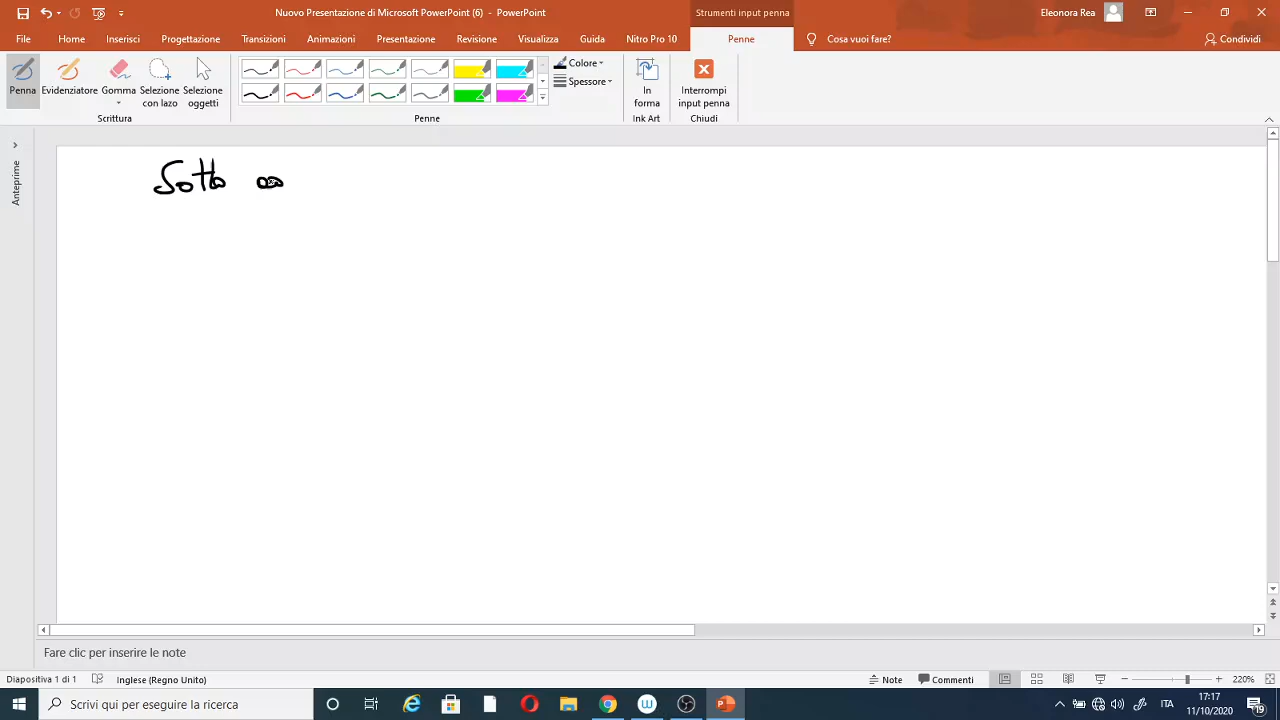 Nuovo Presentazione di Microsoft PowerPoint (6) - PowerPoint
Strumenti input penna
Eleonora Rea
File Home Inserisci Progettazione Transizioni Animazioni Presentazione Revisione Visualizza Guida Nitro Pro 10 Penne Cosa vuoi fare? Condividi
Penna Evidenziatore Gomma Selezione con lazo Selezione oggetti
Colore
Spessore
In forma
Interrompi input penna
Scrittura Penne Ink Art Chiudi
Anteprime
Sotto
Fare clic per inserire le note
Diapositiva 1 di 1 Inglese (Regno Unito) Note Commenti 220%
Scrivi qui per eseguire la ricerca
ITA
17:17
11/10/2020
19